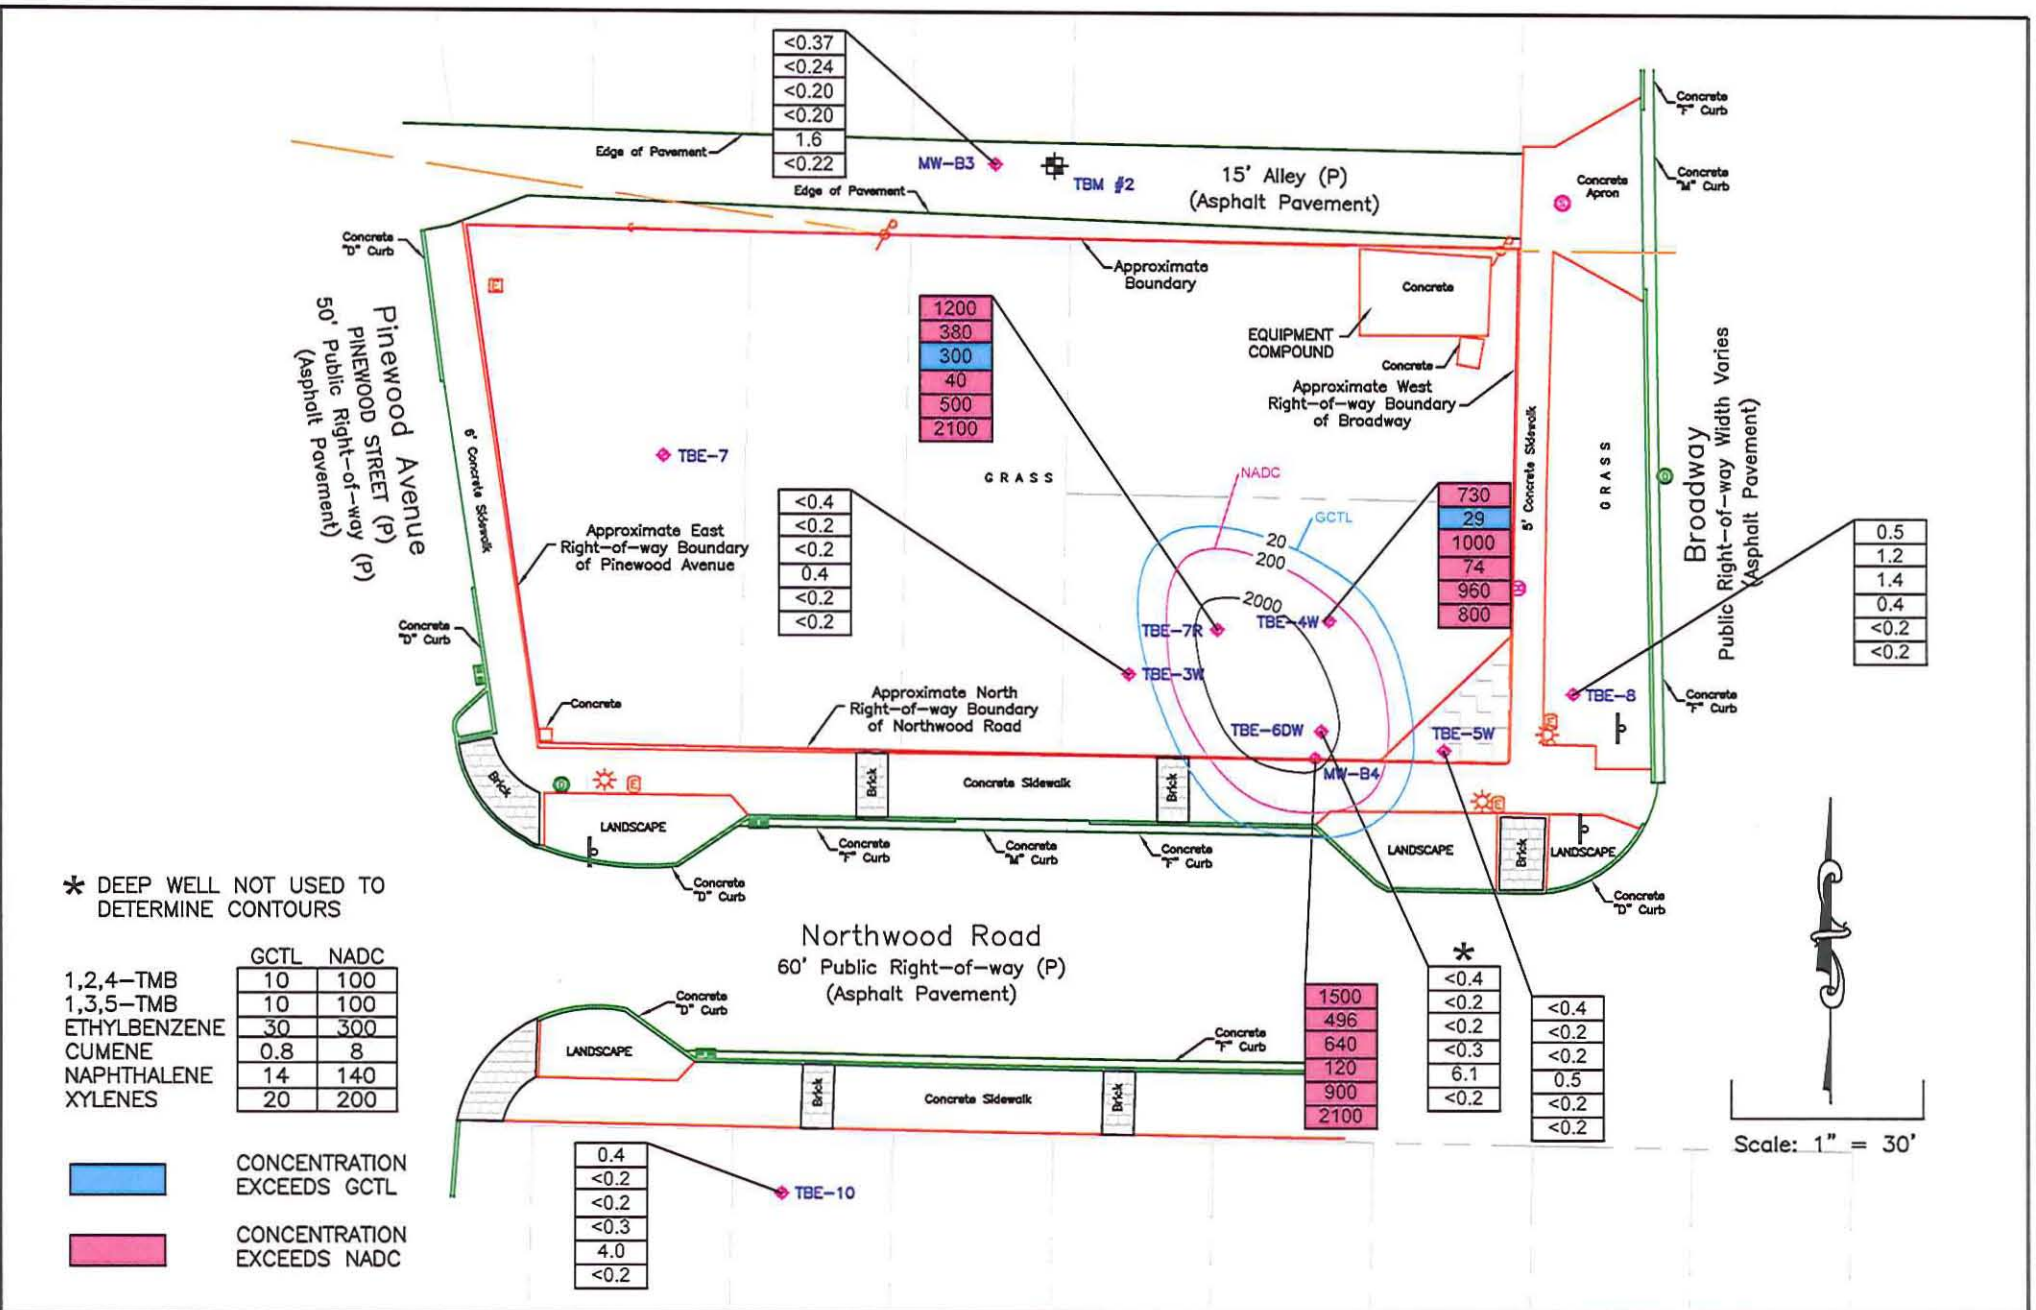 <0.37
<0.24
<0.20
<0.20
1.6
<0.22
Edge of Pavement
MW-B3
TBM #2
15' Alley (P)
(Asphalt Pavement)
Edge of Pavement
Concrete
"F" Curb
Concrete
"M" Curb
Concrete
Apron
S
Concrete
"D" Curb
E
Approximate
Boundary
Concrete
EQUIPMENT
COMPOUND
Concrete
Approximate West
Right-of-way Boundary
of Broadway
Pinewood Avenue
PINEWOOD STREET (P)
50' Public Right-of-way (P)
(Asphalt Pavement)
6' Concrete Sidewalk
1200
380
300
40
500
2100
TBE-7
GRASS
NADC
GCTL
20
200
2000
730
29
1000
74
960
800
5' Concrete Sidewalk
GRASS
Broadway
Public Right-of-way Width Varies
(Asphalt Pavement)
0.5
1.2
1.4
0.4
<0.2
<0.2
<0.4
<0.2
<0.2
0.4
<0.2
<0.2
Approximate East
Right-of-way Boundary
of Pinewood Avenue
Concrete
"D" Curb
TBE-7R
TBE-4W
TBE-3W
TBE-8
Concrete
"F" Curb
Concrete
Approximate North
Right-of-way Boundary
of Northwood Road
TBE-6DW
TBE-5W
MW-B4
Brick
E
Brick
Concrete Sidewalk
Brick
E
E
LANDSCAPE
Concrete
"F" Curb
Concrete
"M" Curb
Concrete
"F" Curb
LANDSCAPE
Brick
LANDSCAPE
Concrete
"D" Curb
Concrete
"D" Curb
* DEEP WELL NOT USED TO
DETERMINE CONTOURS
GCTL NADC
1,2,4-TMB 10 100
1,3,5-TMB 10 100
ETHYLBENZENE 30 300
CUMENE 0.8 8
NAPHTHALENE 14 140
XYLENES 20 200
Northwood Road
60' Public Right-of-way (P)
(Asphalt Pavement)
Concrete
"D" Curb
LANDSCAPE
Concrete
"F" Curb
Brick
Concrete Sidewalk
Brick
1500
496
640
120
900
2100
*
<0.4
<0.2
<0.2
<0.3
6.1
<0.2
<0.4
<0.2
<0.2
0.5
<0.2
<0.2
Scale: 1" = 30'
CONCENTRATION
EXCEEDS GCTL
CONCENTRATION
EXCEEDS NADC
0.4
<0.2
<0.2
<0.3
4.0
<0.2
TBE-10